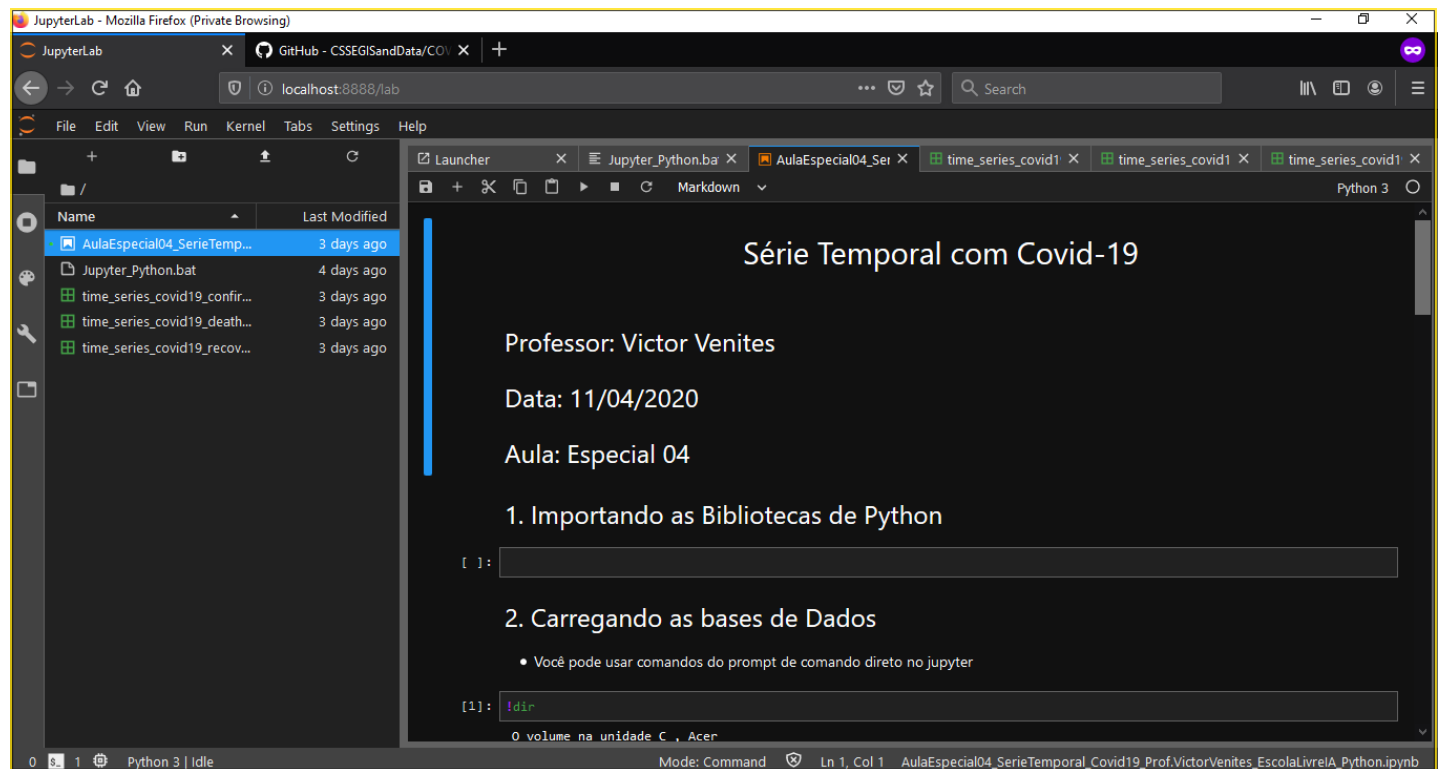 JupyterLab - Mozilla Firefox (Private Browsing)
JupyterLab
GitHub - CSSEGISandData/COV
localhost:8888/lab
Search
File Edit View Run Kernel Tabs Settings Help
Launcher
Jupyter_Python.ba
AulaEspecial04_Ser
time_series_covid1
time_series_covid1
time_series_covid1
/
Markdown
Python 3
Name Last Modified
AulaEspecial04_SerieTemp... 3 days ago
Jupyter_Python.bat 4 days ago
time_series_covid19_confir... 3 days ago
time_series_covid19_death... 3 days ago
time_series_covid19_recov... 3 days ago
Série Temporal com Covid-19
Professor: Victor Venites
Data: 11/04/2020
Aula: Especial 04
1. Importando as Bibliotecas de Python
[ ]:
2. Carregando as bases de Dados
• Você pode usar comandos do prompt de comando direto no jupyter
[1]: !dir
O volume na unidade C , Acer
0 $_ 1 Python 3 | Idle Mode: Command Ln 1, Col 1 AulaEspecial04_SerieTemporal_Covid19_Prof.VictorVenites_EscolaLivreIA_Python.ipynb